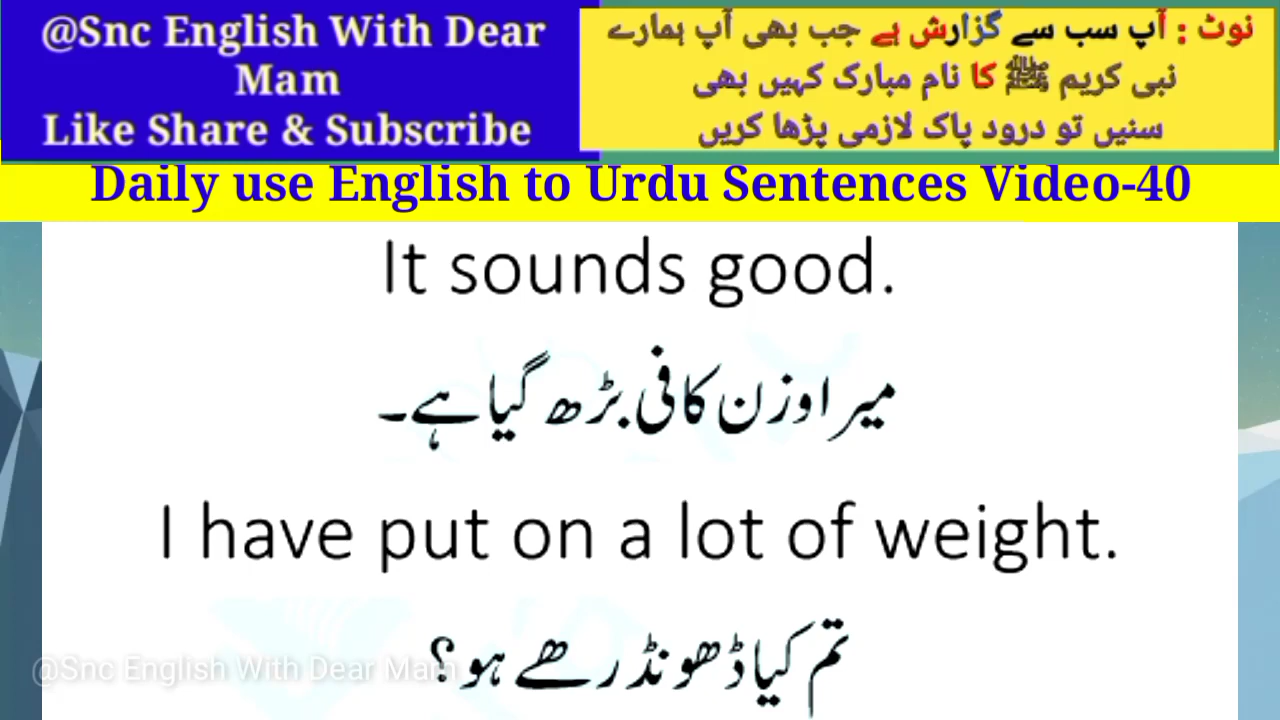 @Snc English With Dear
Mam
Like Share & Subscribe
نوٹ : آپ سب سے گزارش ہے جب بھی آپ ہمارے
نبی کریم ﷺ کا نام مبارک کہیں بھی
سنیں تو درود پاک لازمی پڑھا کریں
Daily use English to Urdu Sentences Video-40
It sounds good.
میرا وزن کافی بڑھ گیا ہے۔
I have put on a lot of weight.
تم کیا ڈھونڈ رھے ہو؟
@Snc English With Dear Mam